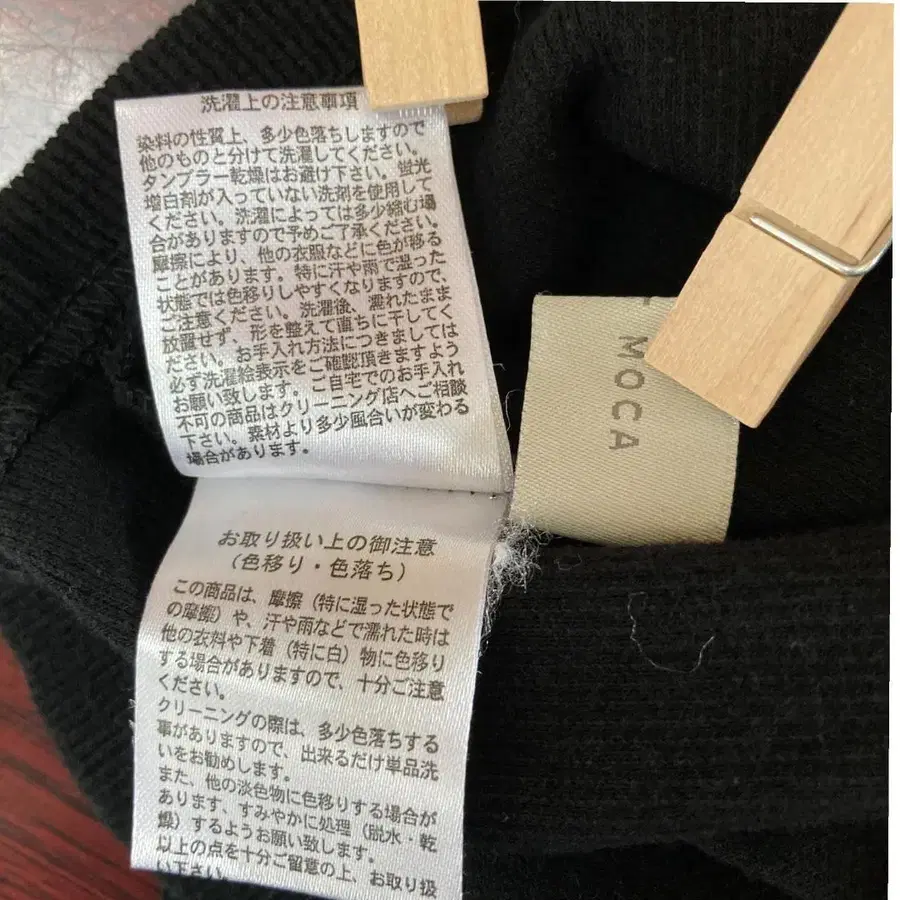 洗濯上の注意事項
染料の性質上、多少色落ちしますので
他のものと分けて洗濯してください。
タンブラー乾燥はお避け下さい。蛍光
増白剤が入っていない洗剤を使用して
ください。洗濯によっては多少縮む場
合がありますので予めご了承ください。
摩擦により、他の衣服などに色が移る
ことがあります。特に汗や雨で湿った
状態では色移りしやすくなりますので、
ご注意ください。洗濯後、濡れたまま
放置せず、形を整えて直ちに干してく
ださい。お手入れ方法につきましては
必ず洗濯絵表示をご確認頂きますよう
お願い致します。ご自宅でのお手入れ
不可の商品はクリーニング店へご相談
下さい。素材より多少風合いが変わる
場合があります。
MOCA
お取り扱い上の御注意
(色移り・色落ち)
この商品は、摩擦(特に湿った状態で
の摩擦)や、汗や雨などで濡れた時は
他の衣料や下着(特に白)物に色移り
する場合がありますので、十分ご注意
ください。
クリーニングの際は、多少色落ちする
事がありますので、出来るだけ単品洗
いをお勧めします。
また、他の淡色物に色移りする場合が
あります、すみやかに処理(脱水・乾
燥)するようお願い致します。
以上の点を十分ご留意の上、お取り扱
い下さい。